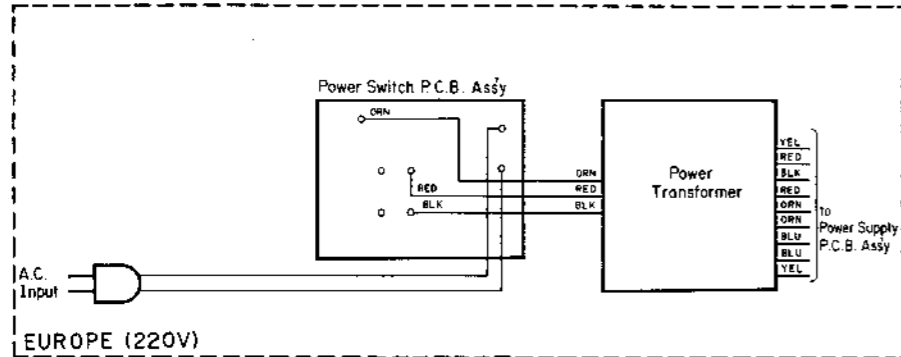 Power Switch P.C.B. Ass'y
ORN
RED
BLK
ORN
RED
BLK
Power
Transformer
YEL
RED
BLK
RED
ORN
ORN
BLU
BLU
YEL
To
Power Supply
P.C.B. Ass'y
A.C.
Input
EUROPE (220V)